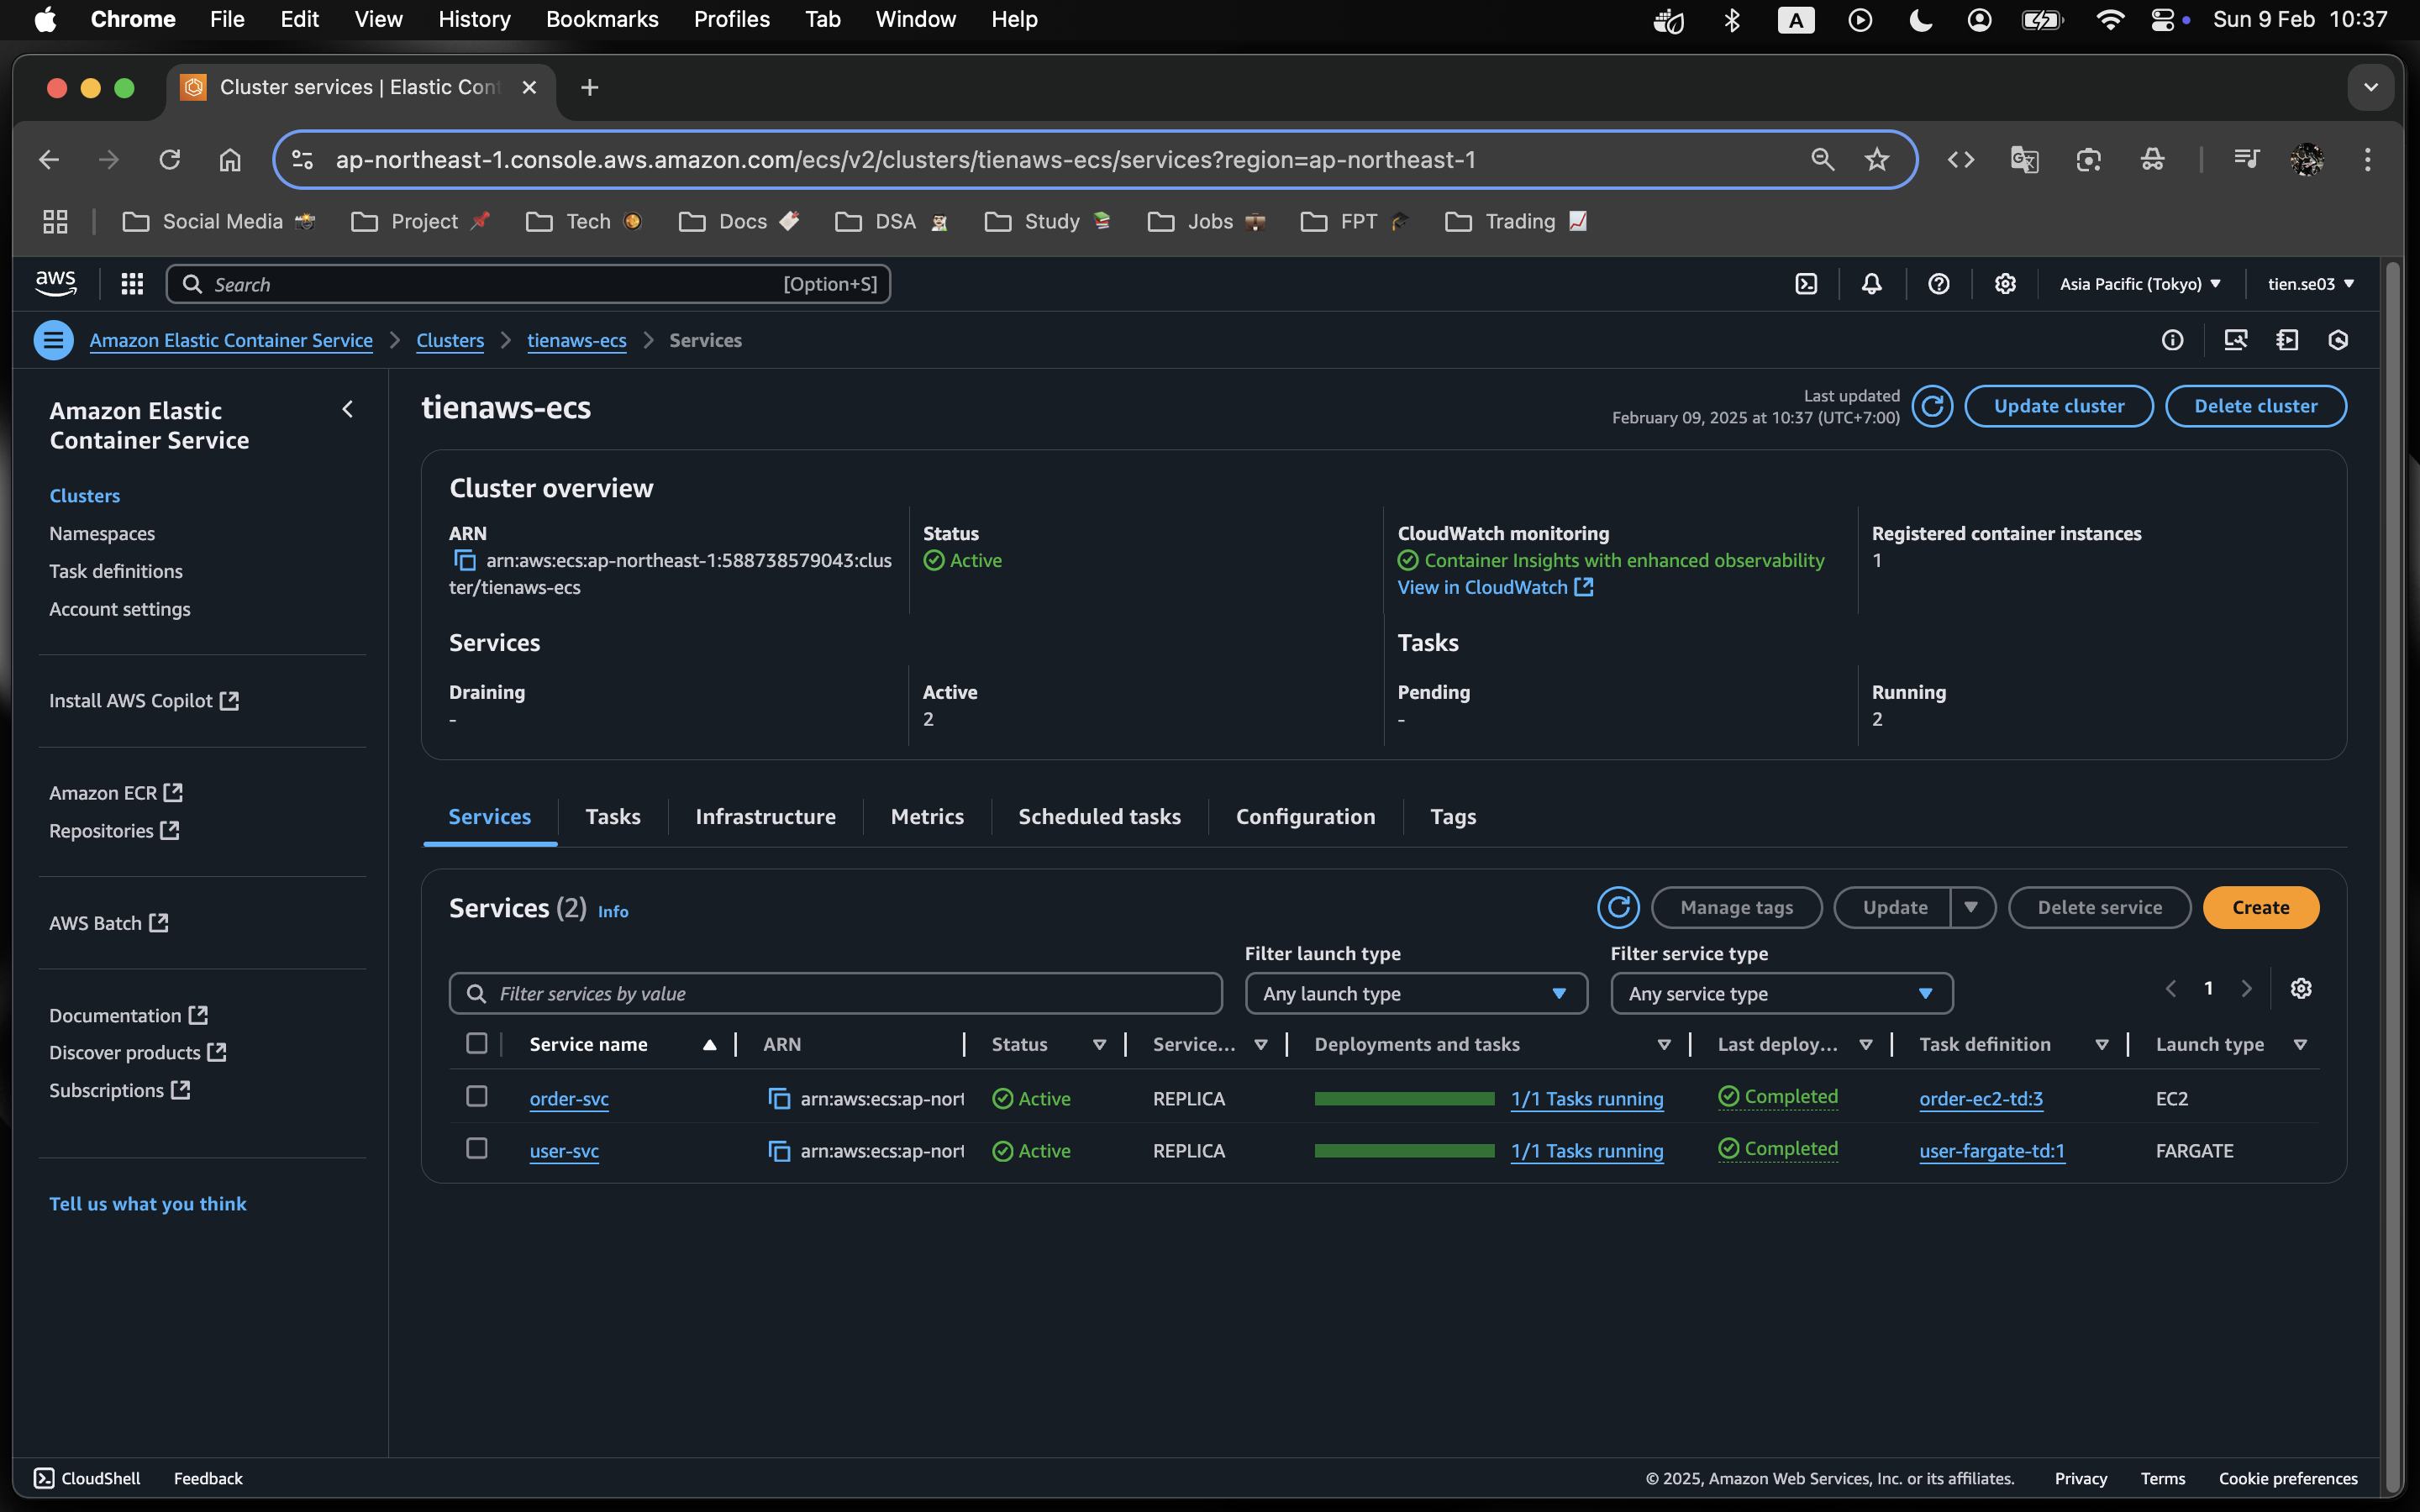 Chrome File Edit View History Bookmarks Profiles Tab Window Help A Sun 9 Feb 10:37
Cluster services | Elastic Con
ap-northeast-1.console.aws.amazon.com/ecs/v2/clusters/tienaws-ecs/services?region=ap-northeast-1
Social Media Project Tech Docs DSA Study Jobs FPT Trading
aws Search [Option+S] Asia Pacific (Tokyo) tien.se03
Amazon Elastic Container Service Clusters tienaws-ecs Services
Amazon Elastic
Container Service
Clusters
Namespaces
Task definitions
Account settings
Install AWS Copilot
Amazon ECR
Repositories
AWS Batch
Documentation
Discover products
Subscriptions
Tell us what you think
tienaws-ecs
Last updated
February 09, 2025 at 10:37 (UTC+7:00)
Update cluster Delete cluster
Cluster overview
ARN
arn:aws:ecs:ap-northeast-1:588738579043:clus
ter/tienaws-ecs
Status
Active
CloudWatch monitoring
Container Insights with enhanced observability
View in CloudWatch
Registered container instances
1
Services
Draining
-
Active
2
Tasks
Pending
-
Running
2
Services Tasks Infrastructure Metrics Scheduled tasks Configuration Tags
Services (2) Info
Manage tags Update Delete service Create
Filter launch type Filter service type
Filter services by value Any launch type Any service type 1
Service name ARN Status Service... Deployments and tasks Last deploy... Task definition Launch type
order-svc arn:aws:ecs:ap-nort Active REPLICA 1/1 Tasks running Completed order-ec2-td:3 EC2
user-svc arn:aws:ecs:ap-nort Active REPLICA 1/1 Tasks running Completed user-fargate-td:1 FARGATE
CloudShell Feedback © 2025, Amazon Web Services, Inc. or its affiliates. Privacy Terms Cookie preferences